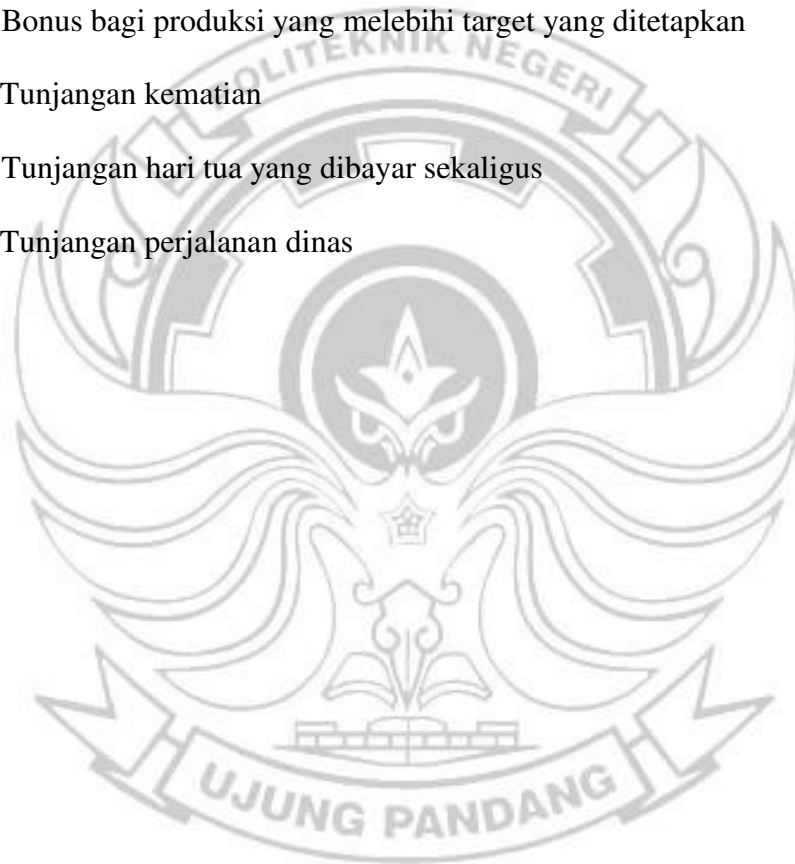 Bonus bagi produksi yang melebihi target yang ditetapkan
POLITEKNIK NEGERI
Tunjangan kematian
Tunjangan hari tua yang dibayar sekaligus
Tunjangan perjalanan dinas
UJUNG PANDANG